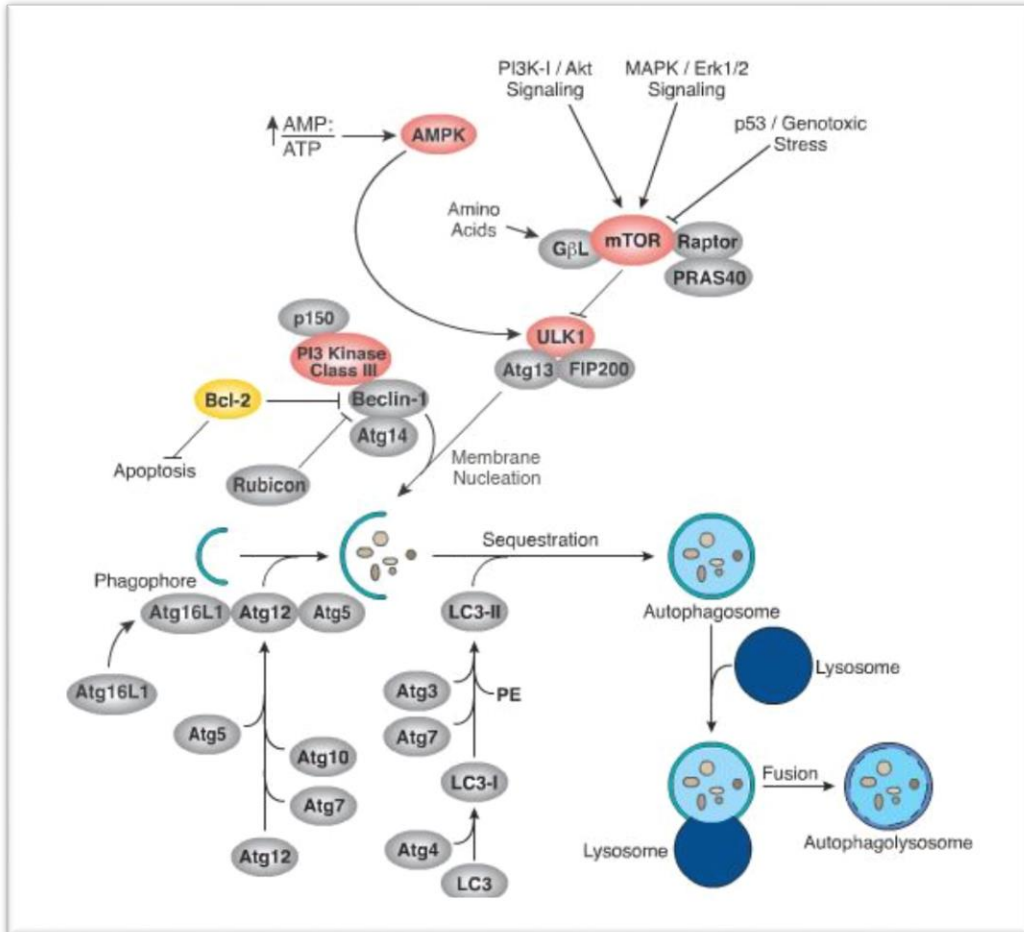 PI3K-I / Akt
Signaling
MAPK / Erk1/2
Signaling
p53 / Genotoxic
Stress
AMP:
ATP
AMPK
Amino
Acids
GβL
mTOR
Raptor
PRAS40
p150
PI3 Kinase
Class III
ULK1
Atg13
FIP200
Bcl-2
Beclin-1
Atg14
Apoptosis
Rubicon
Membrane
Nucleation
Phagophore
Sequestration
Atg16L1
Atg12
Atg5
LC3-II
Autophagosome
Lysosome
Atg16L1
Atg3
PE
Atg5
Atg7
Atg10
LC3-I
Atg7
Fusion
Atg12
Atg4
LC3
Lysosome
Autophagolysosome